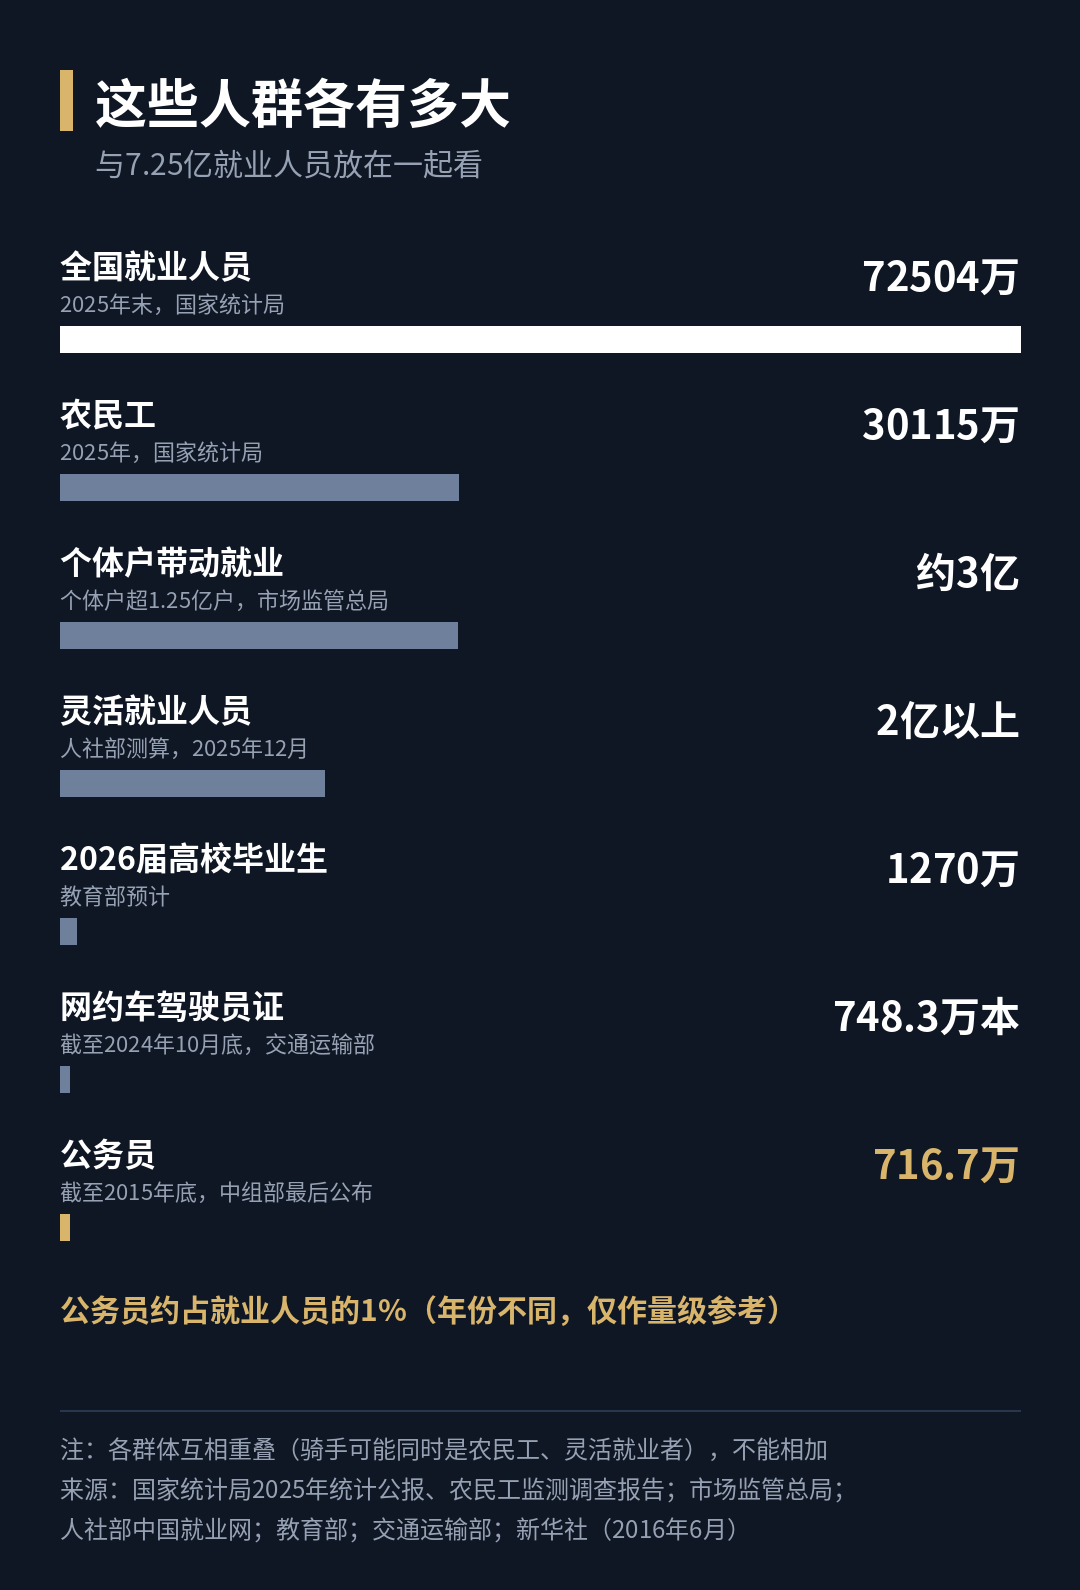 这些人群各有多大
与7.25亿就业人员放在一起看
全国就业人员
72504万
2025年末，国家统计局
农民工
30115万
2025年，国家统计局
个体户带动就业
约3亿
个体户超1.25亿户，市场监管总局
灵活就业人员
2亿以上
人社部测算，2025年12月
2026届高校毕业生
1270万
教育部预计
网约车驾驶员证
748.3万本
截至2024年10月底，交通运输部
公务员
716.7万
截至2015年底，中组部最后公布
公务员约占就业人员的1%（年份不同，仅作量级参考）
注：各群体互相重叠（骑手可能同时是农民工、灵活就业者），不能相加
来源：国家统计局2025年统计公报、农民工监测调查报告；市场监管总局；
人社部中国就业网；教育部；交通运输部；新华社（2016年6月）